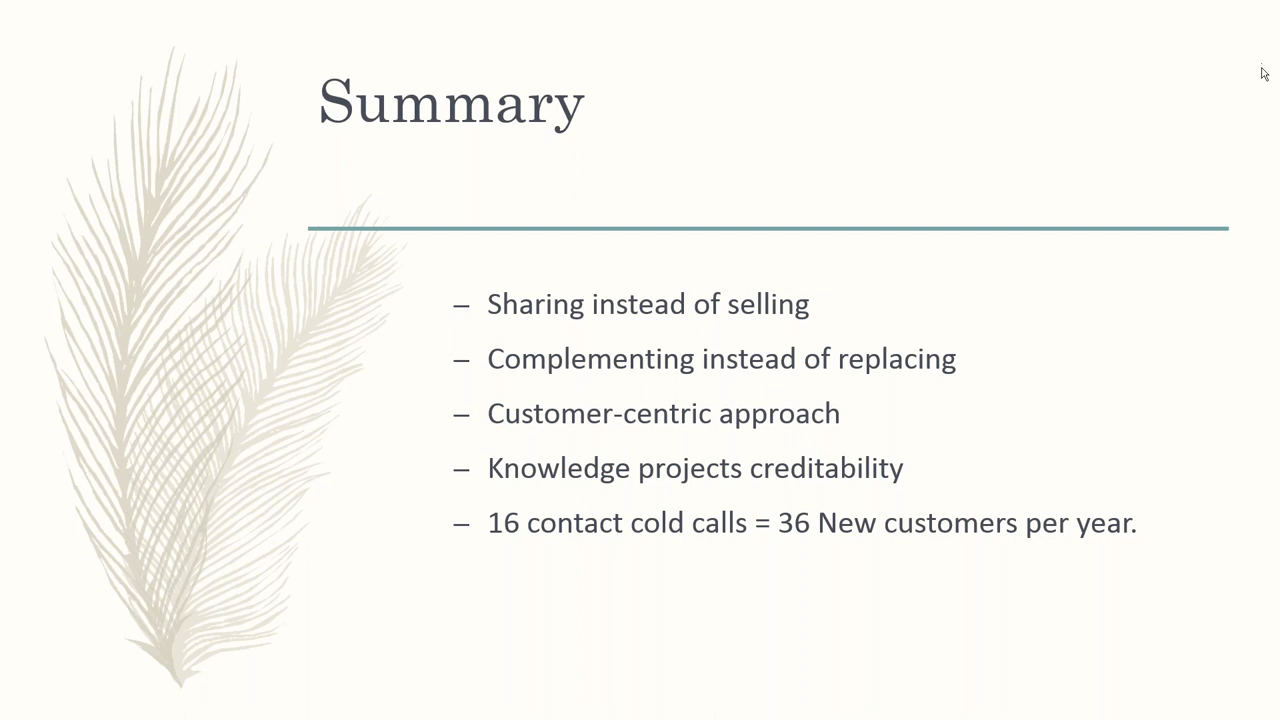 Summary
– Sharing instead of selling
– Complementing instead of replacing
– Customer-centric approach
– Knowledge projects creditability
– 16 contact cold calls = 36 New customers per year.